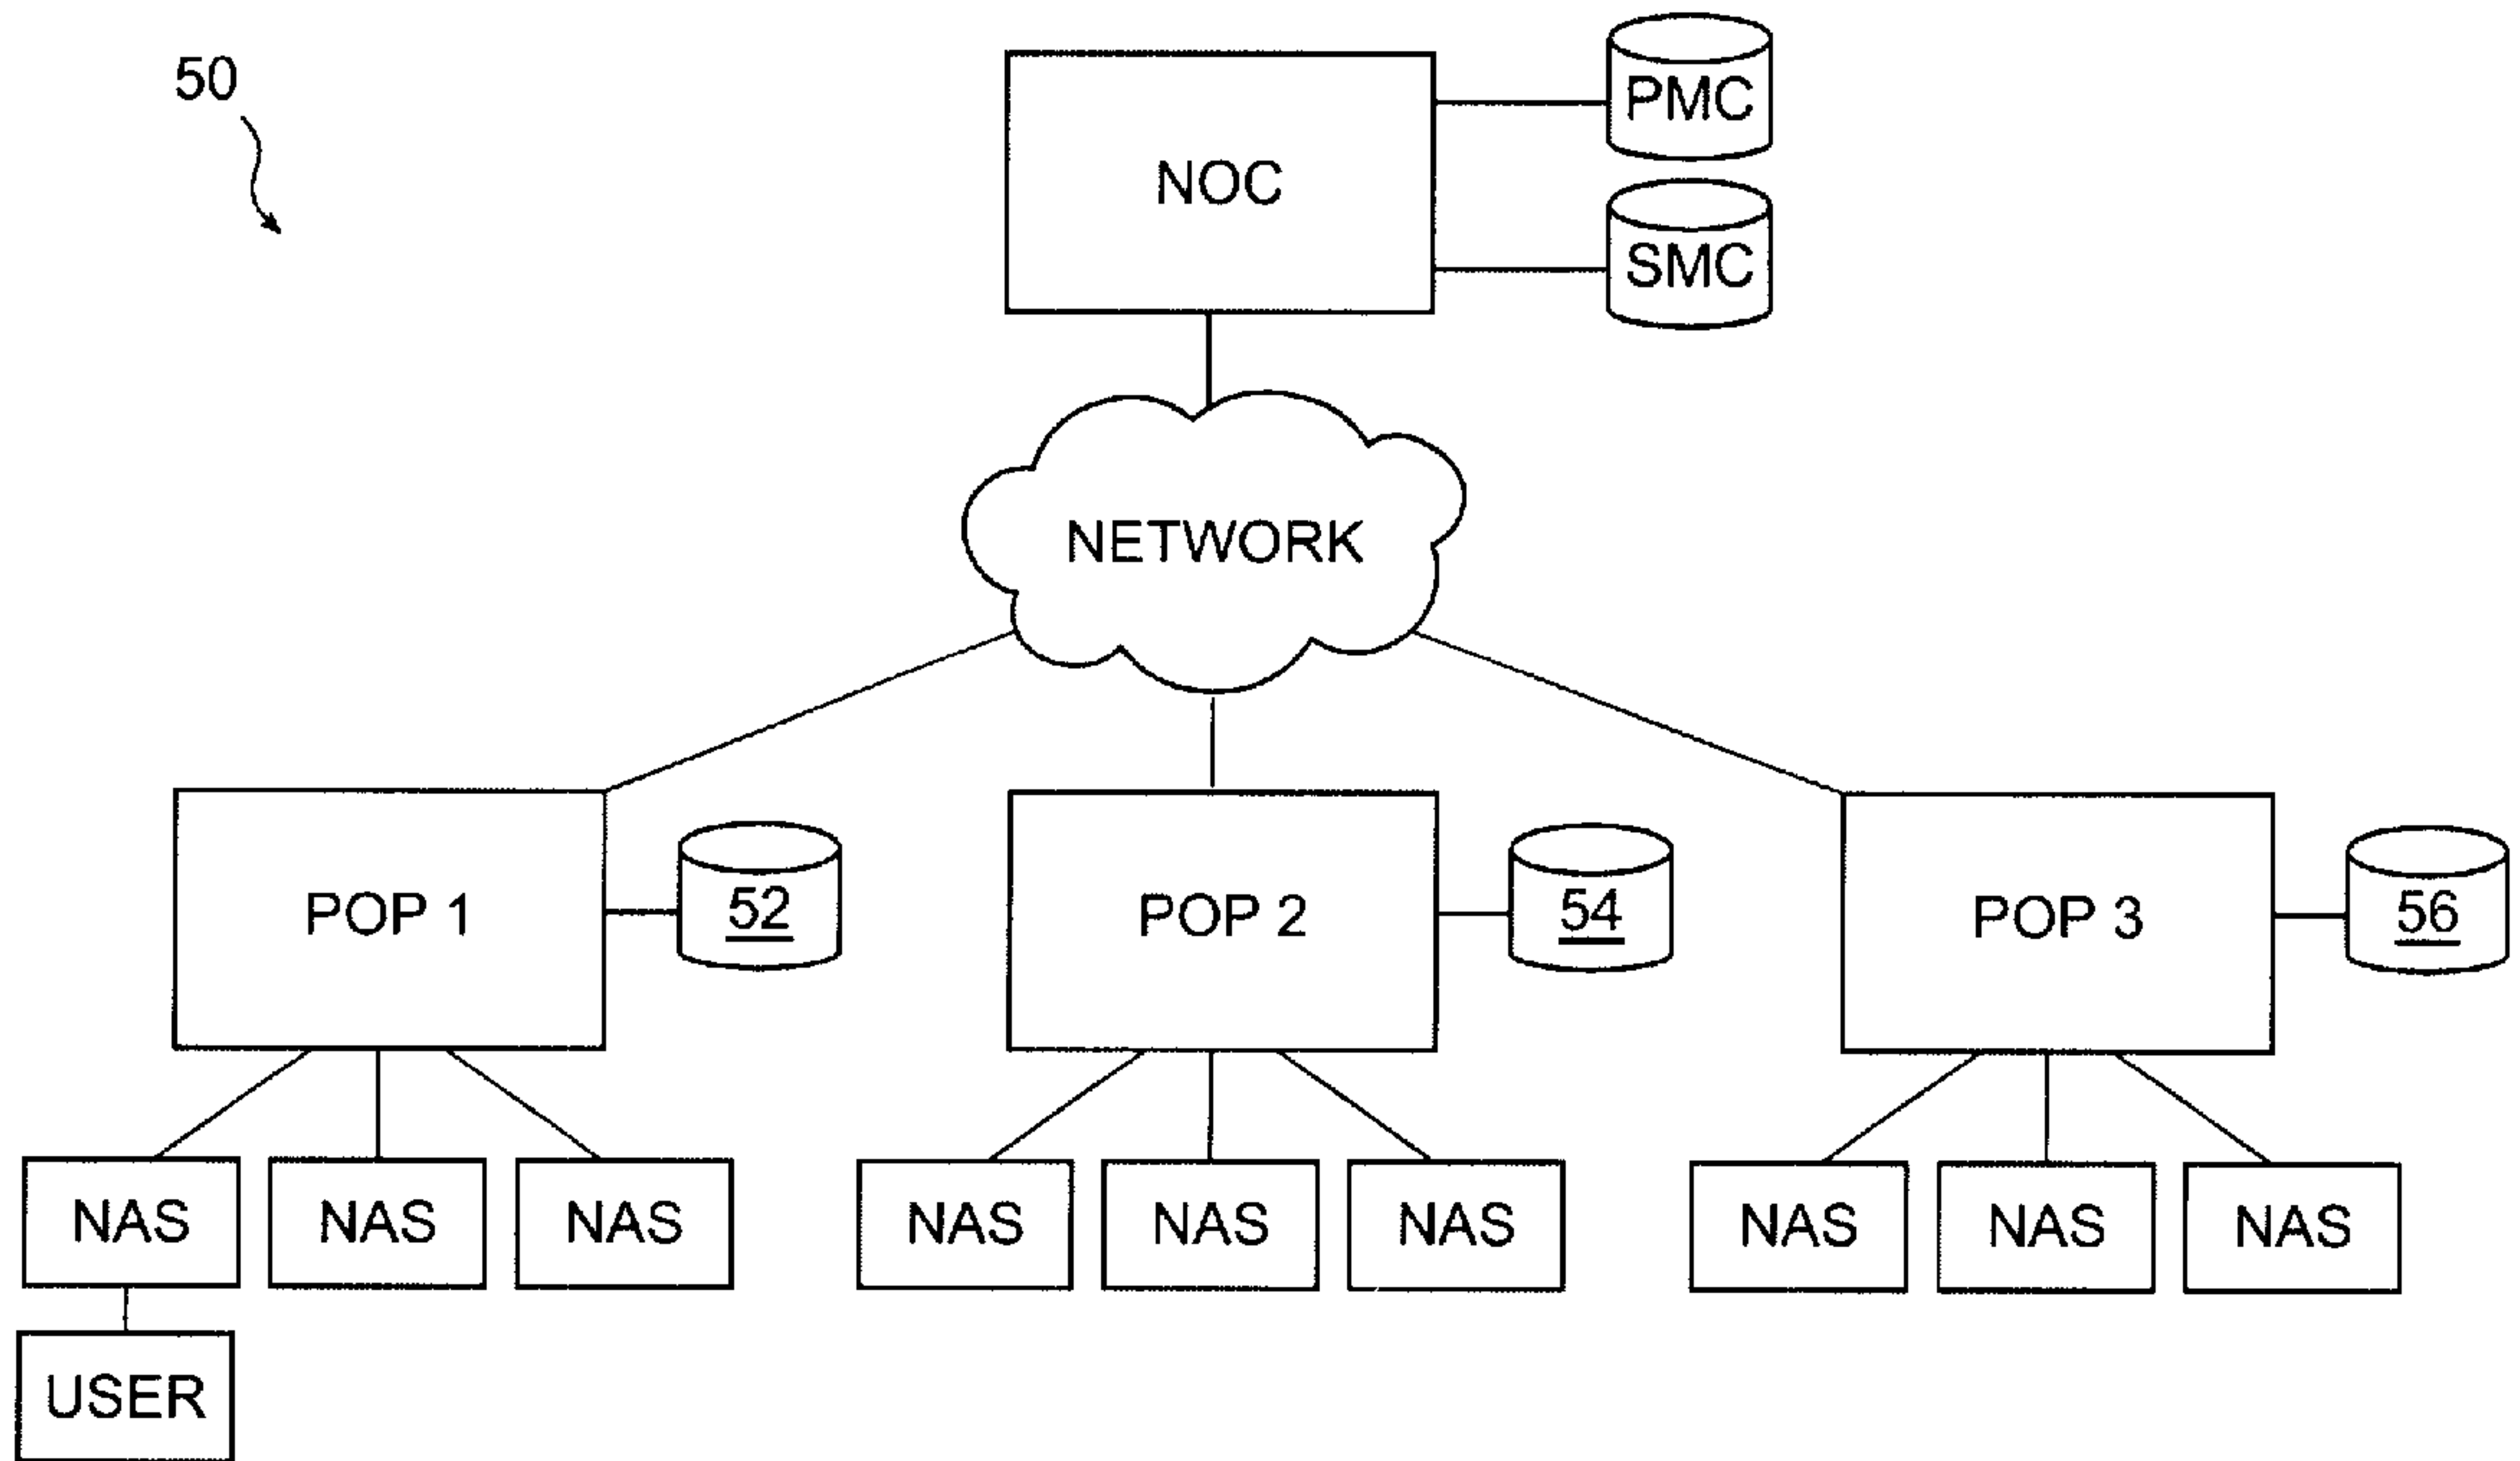 50
PMC
NOC
SMC
NETWORK
POP 1
52
POP 2
54
POP 3
56
NAS
NAS
NAS
NAS
NAS
NAS
NAS
NAS
NAS
USER